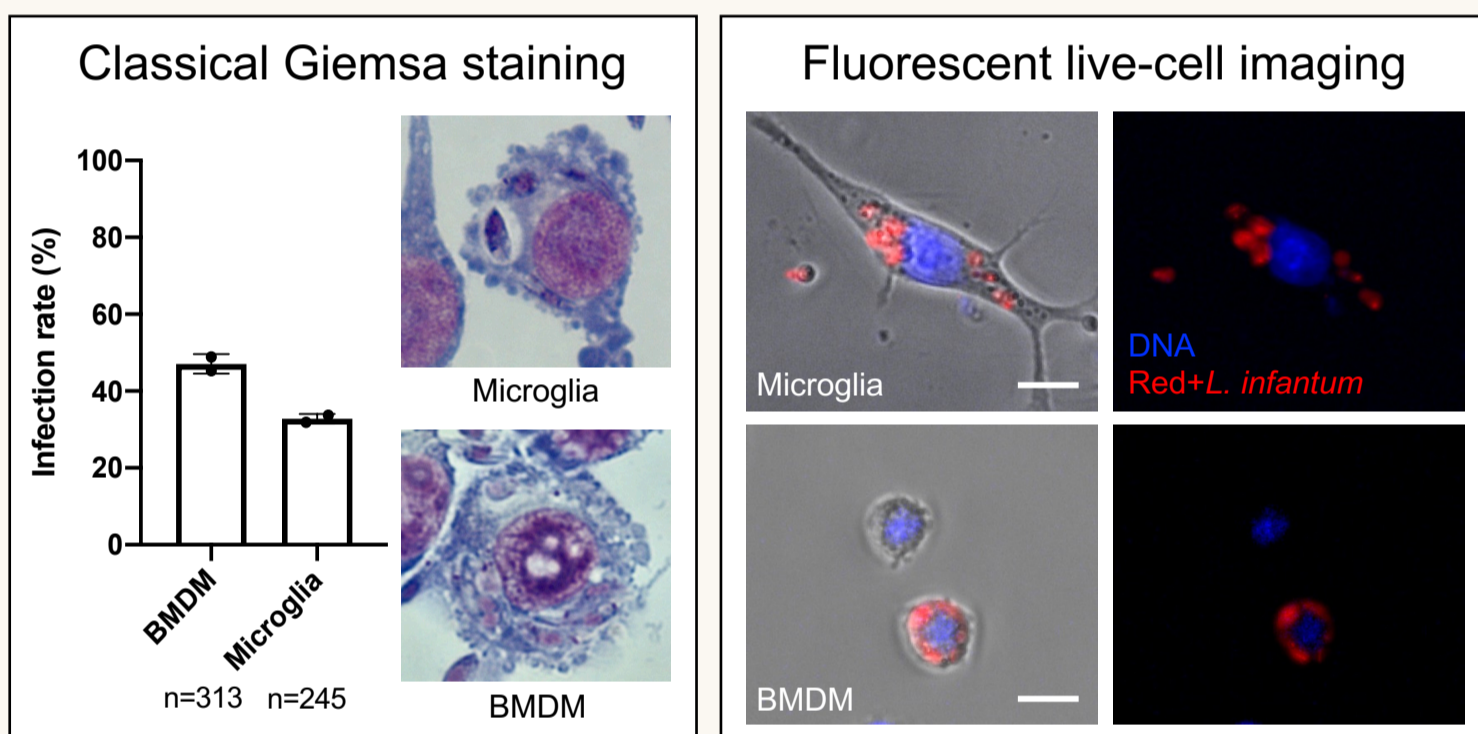 Classical Giemsa staining
Infection rate (%)
100
80
60
40
20
0
BMDM
Microglia
n=313 n=245
Microglia
BMDM
Fluorescent live-cell imaging
Microglia
DNA
Red+L. infantum
BMDM